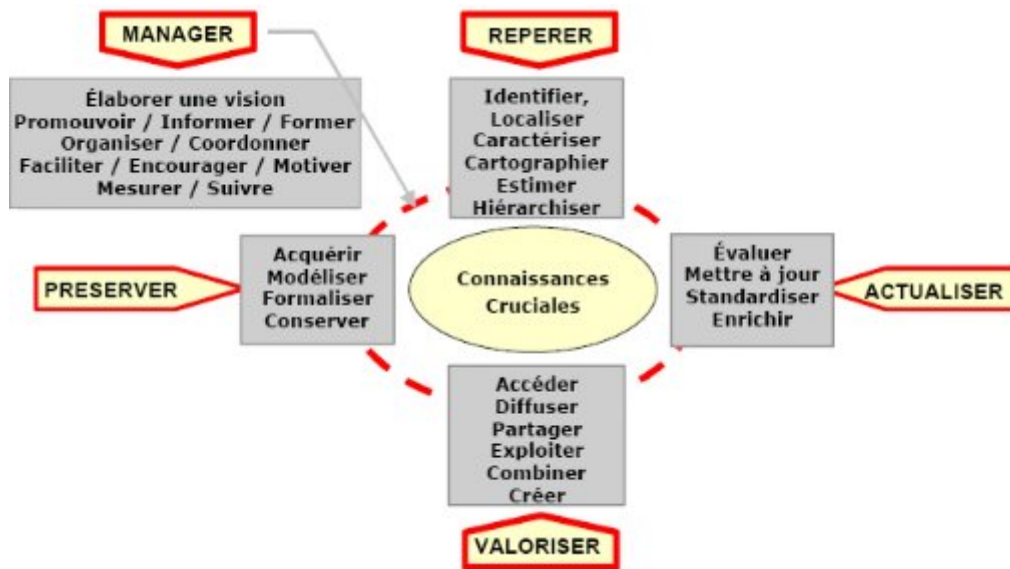 MANAGER
Élaborer une vision
Promouvoir / Informer / Former
Organiser / Coordonner
Faciliter / Encourager / Motiver
Mesurer / Suivre
REPERER
Identifier,
Localiser
Caractériser
Cartographier
Estimer
Hiérarchiser
PRESERVER
Acquérir
Modéliser
Formaliser
Conserver
Connaissances
Cruciales
Évaluer
Mettre à jour
Standardiser
Enrichir
ACTUALISER
Accéder
Diffuser
Partager
Exploiter
Combiner
Créer
VALORISER